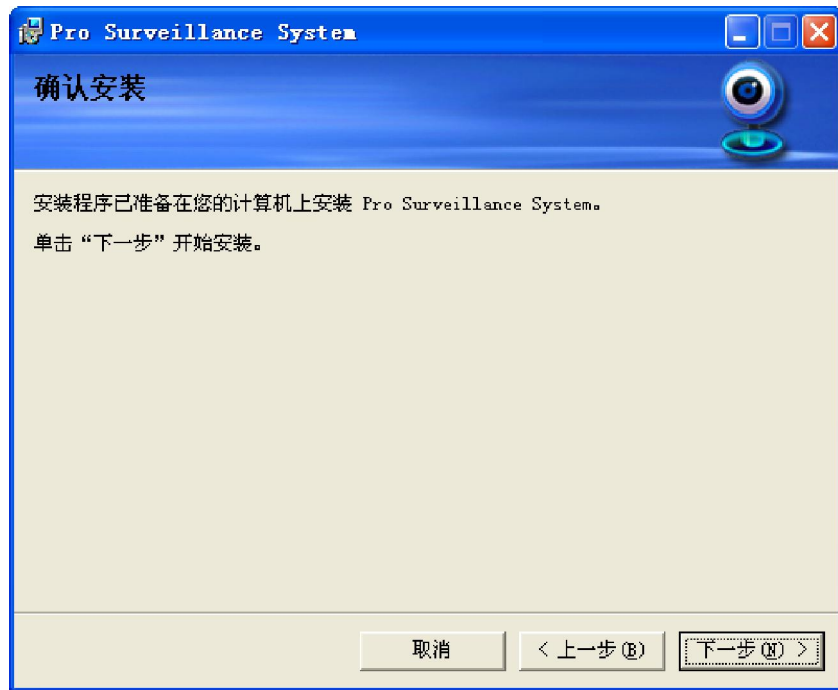 Pro Surveillance System
确认安装
安装程序已准备在您的计算机上安装 Pro Surveillance System。
单击“下一步”开始安装。
取消
< 上一步(B)
下一步(N) >